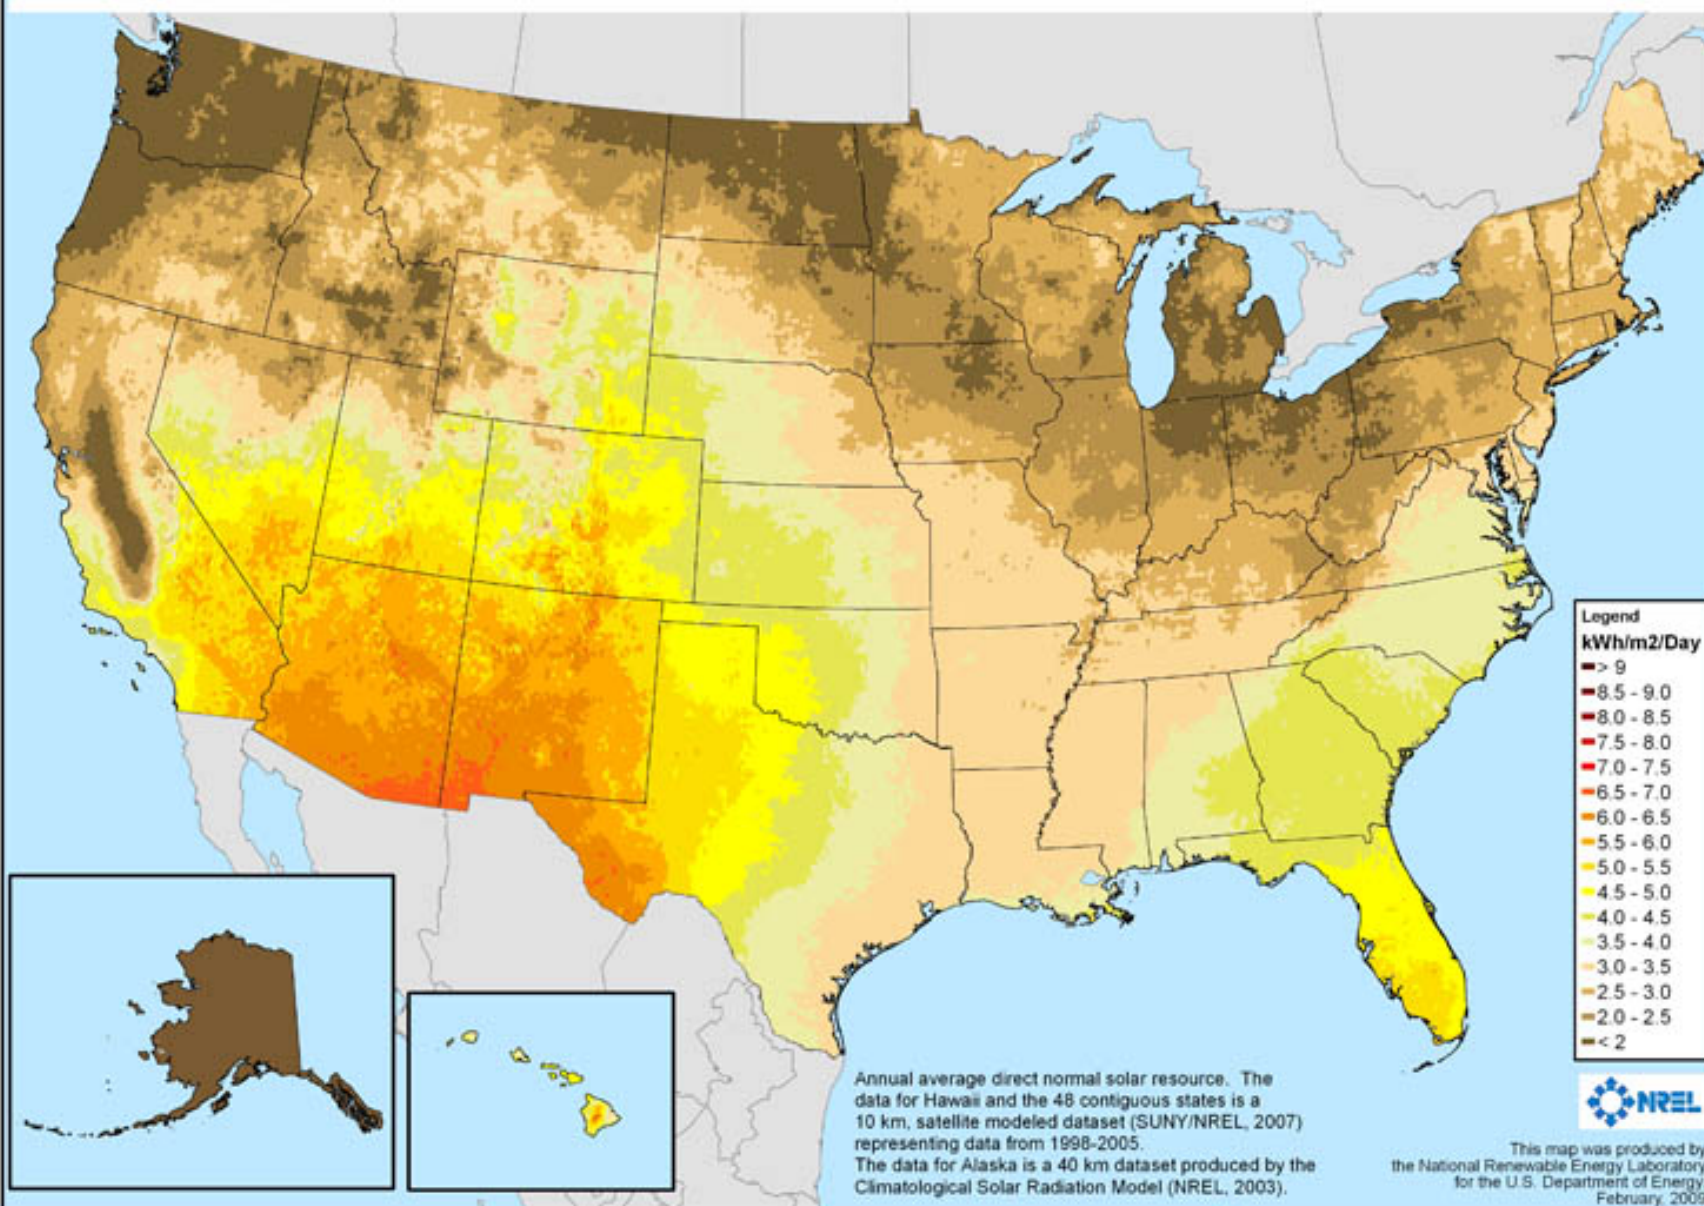 Legend
kWh/m2/Day
> 9
8.5 - 9.0
8.0 - 8.5
7.5 - 8.0
7.0 - 7.5
6.5 - 7.0
6.0 - 6.5
5.5 - 6.0
5.0 - 5.5
4.5 - 5.0
4.0 - 4.5
3.5 - 4.0
3.0 - 3.5
2.5 - 3.0
2.0 - 2.5
< 2
Annual average direct normal solar resource. The
data for Hawaii and the 48 contiguous states is a
10 km, satellite modeled dataset (SUNY/NREL, 2007)
representing data from 1998-2005.
The data for Alaska is a 40 km dataset produced by the
Climatological Solar Radiation Model (NREL, 2003).
NREL
This map was produced by
the National Renewable Energy Laboratory
for the U.S. Department of Energy
February, 2009